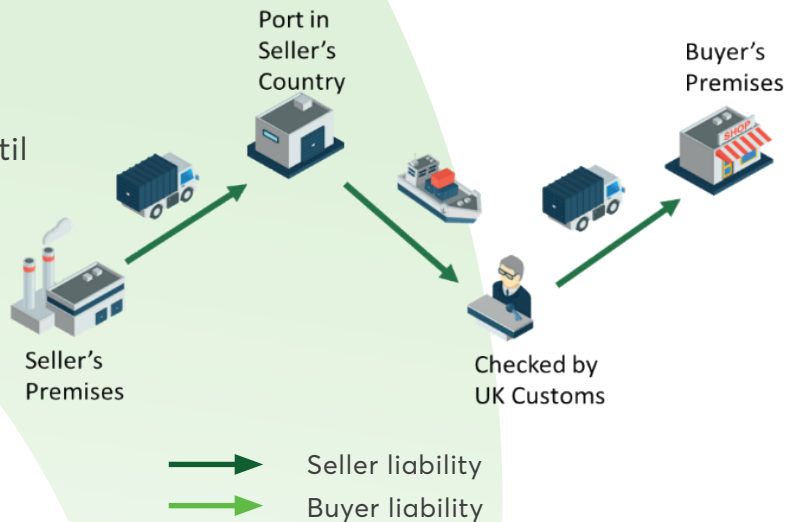 Port in
Seller's
Country
Buyer's
Premises
til
SHOP
Seller's
Premises
Checked by
UK Customs
Seller liability
Buyer liability